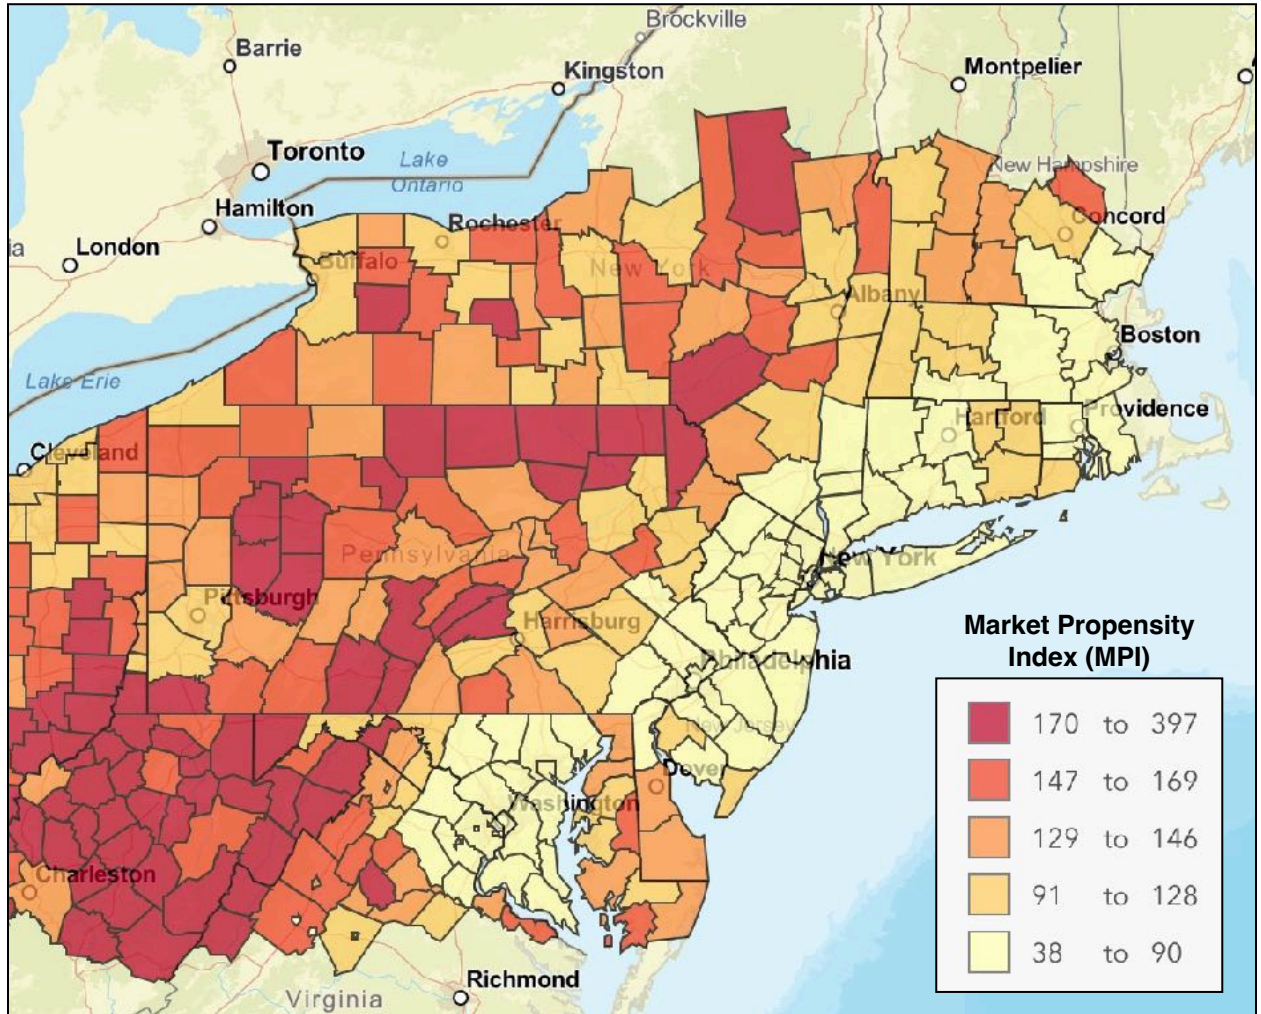 Brockville
Barrie
Kingston
Montpelier
Toronto
Lake
Ontario
New Hampshire
Hamilton
Rochester
Concord
ia
London
Buffalo
New York
Albany
Boston
Lake Erie
Hartford
Providence
Cleveland
Pennsylvania
New York
Pittsburgh
Harrisburg
Market Propensity
Index (MPI)
Philadelphia
New Jersey
170 to 397
Dover
147 to 169
Washington
129 to 146
Charleston
91 to 128
38 to 90
Richmond
Virginia